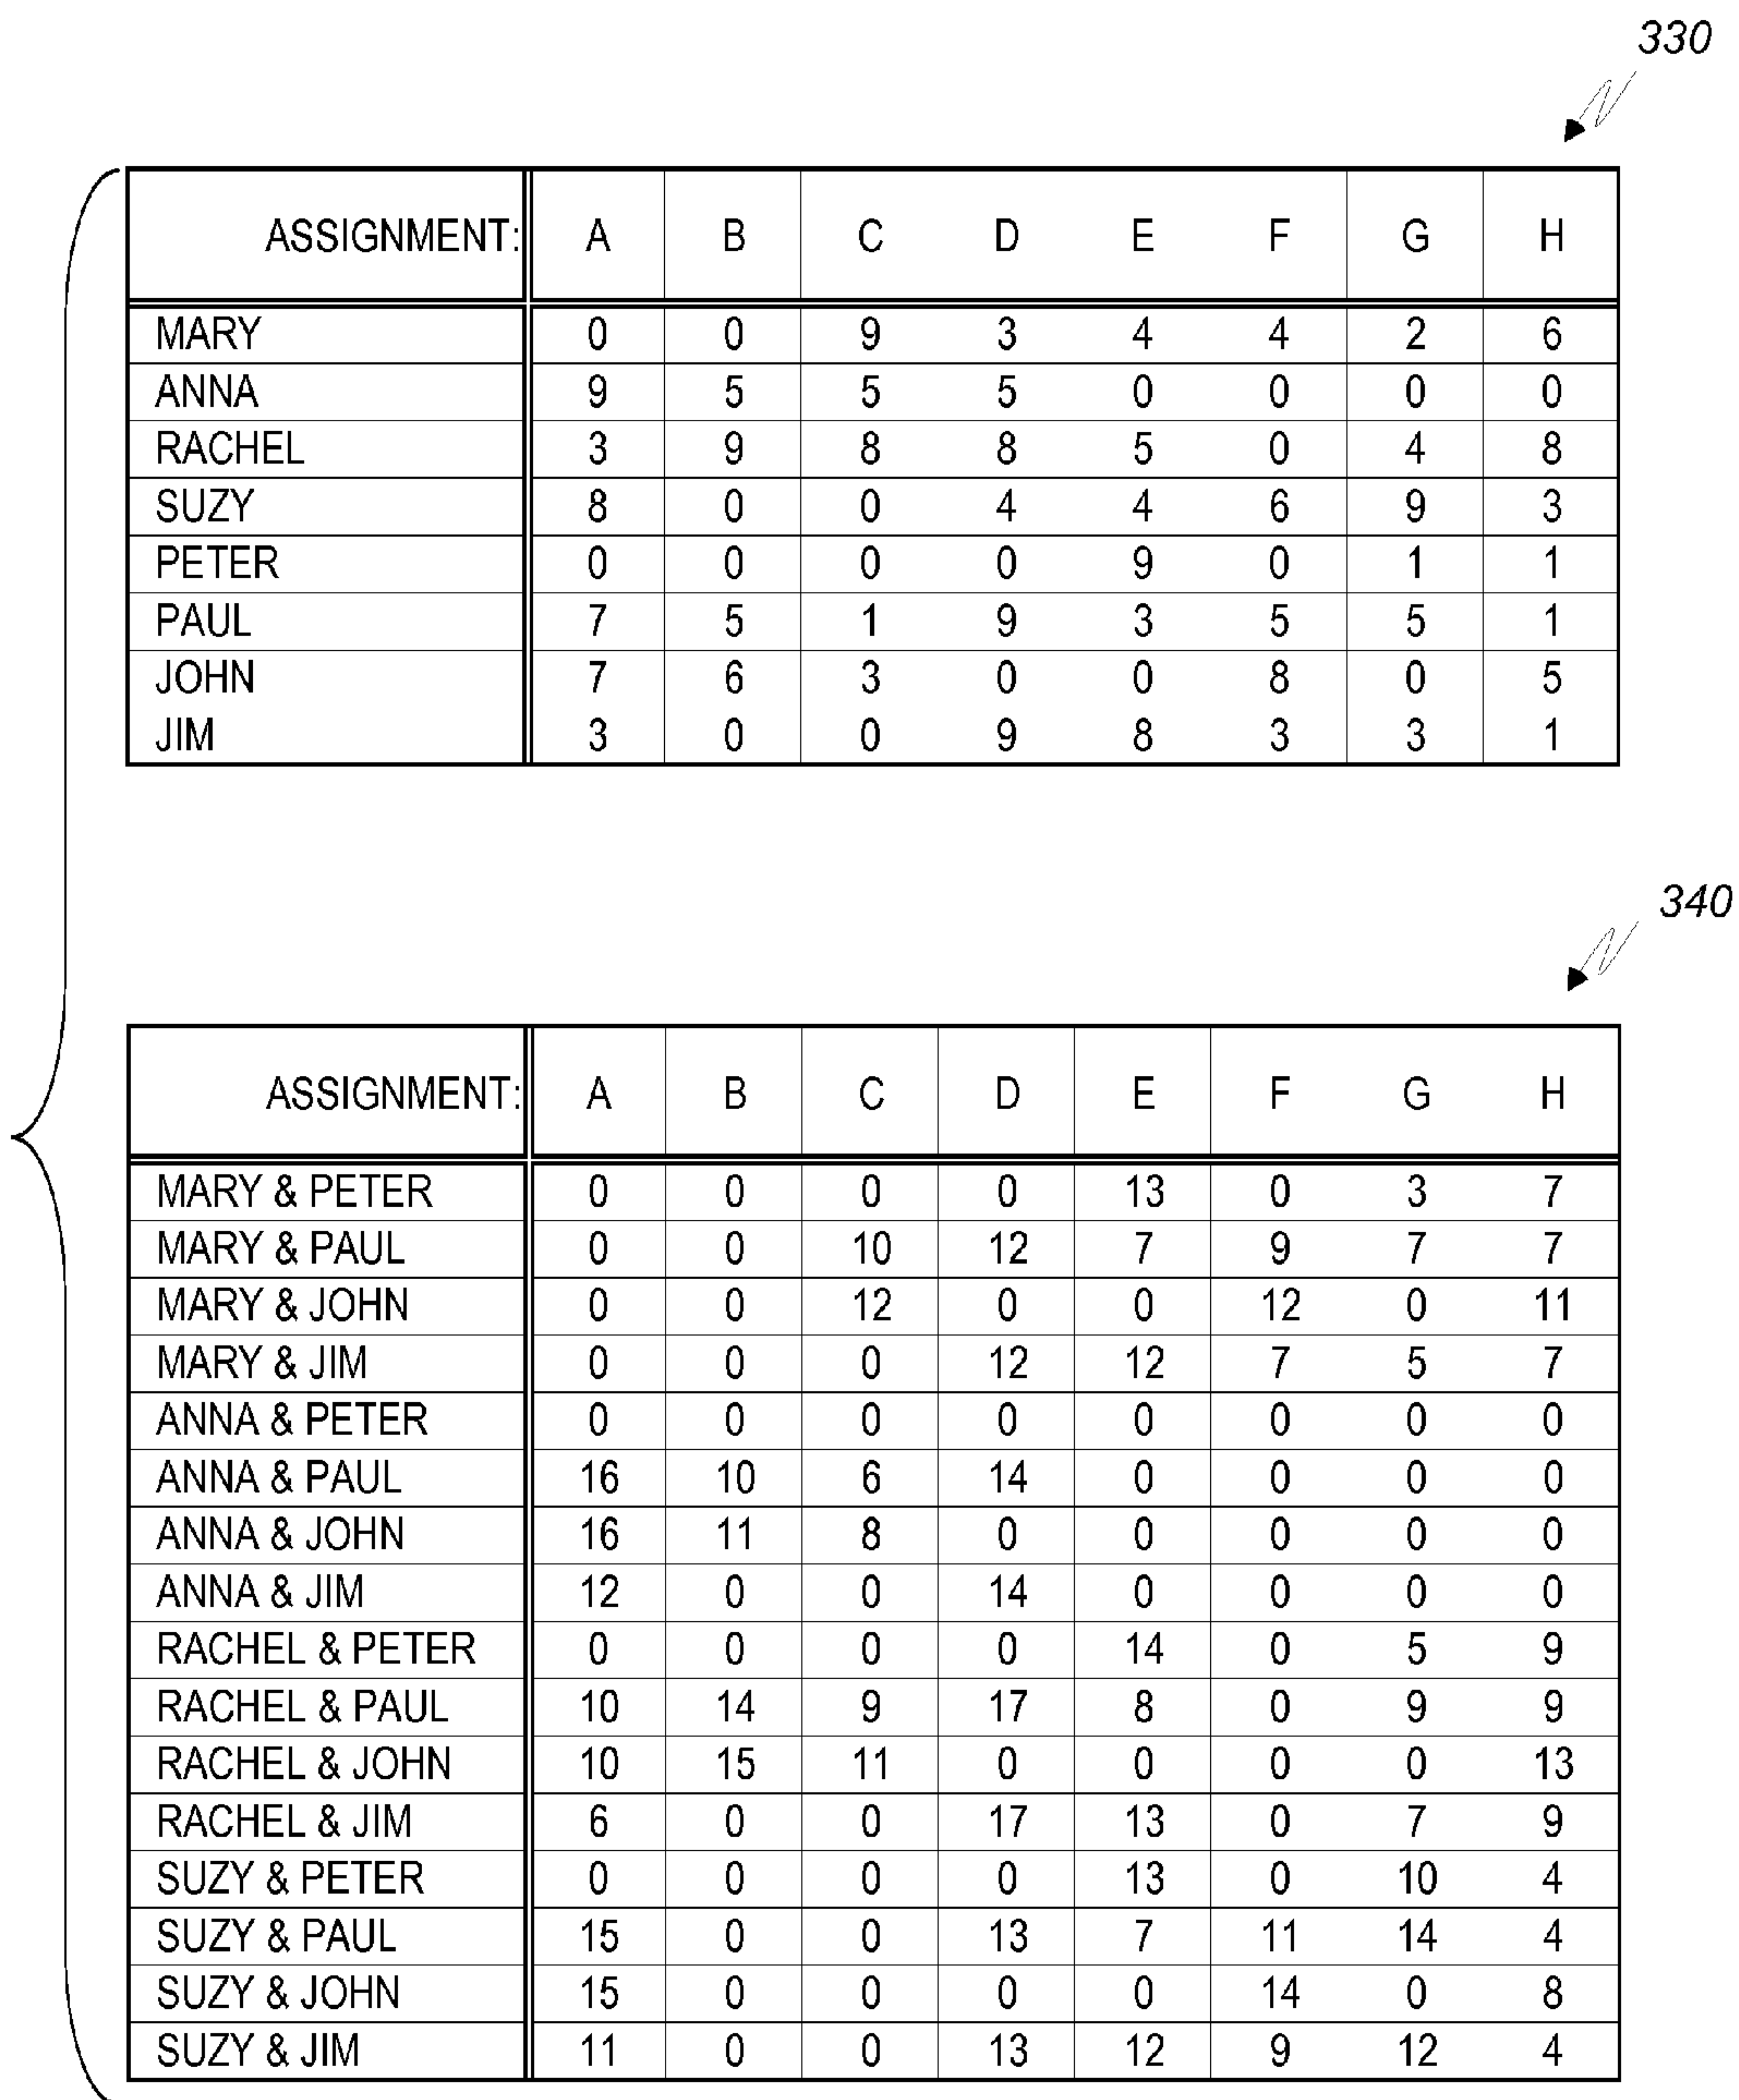 330
ASSIGNMENT: A B C D E F G H
MARY 0 0 9 3 4 4 2 6
ANNA 9 5 5 5 0 0 0 0
RACHEL 3 9 8 8 5 0 4 8
SUZY 8 0 0 4 4 6 9 3
PETER 0 0 0 0 9 0 1 1
PAUL 7 5 1 9 3 5 5 1
JOHN 7 6 3 0 0 8 0 5
JIM 3 0 0 9 8 3 3 1
340
ASSIGNMENT: A B C D E F G H
MARY & PETER 0 0 0 0 13 0 3 7
MARY & PAUL 0 0 10 12 7 9 7 7
MARY & JOHN 0 0 12 0 0 12 0 11
MARY & JIM 0 0 0 12 12 7 5 7
ANNA & PETER 0 0 0 0 0 0 0 0
ANNA & PAUL 16 10 6 14 0 0 0 0
ANNA & JOHN 16 11 8 0 0 0 0 0
ANNA & JIM 12 0 0 14 0 0 0 0
RACHEL & PETER 0 0 0 0 14 0 5 9
RACHEL & PAUL 10 14 9 17 8 0 9 9
RACHEL & JOHN 10 15 11 0 0 0 0 13
RACHEL & JIM 6 0 0 17 13 0 7 9
SUZY & PETER 0 0 0 0 13 0 10 4
SUZY & PAUL 15 0 0 13 7 11 14 4
SUZY & JOHN 15 0 0 0 0 14 0 8
SUZY & JIM 11 0 0 13 12 9 12 4